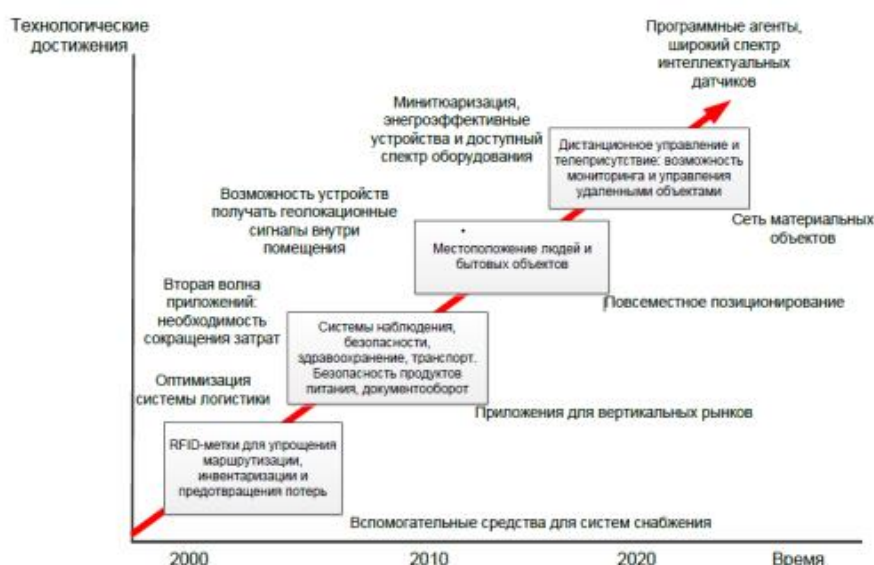 Технологические
достижения
Программные агенты,
широкий спектр
интеллектуальных
датчиков
Минитюаризация,
энегроэффективные
устройства и доступный
спектр оборудования
Дистанционное управление и
телеприсутствие: возможность
мониторинга и управления
удаленными объектами
Сеть материальных
объектов
Возможность устройств
получать геолокационные
сигналы внутри
помещения
Местоположение людей и
бытовых объектов
Повсеместное позиционирование
Вторая волна
приложений:
необходимость
сокращения затрат
Системы наблюдения,
безопасности,
здравоохранение, транспорт.
Безопасность продуктов
питания, документооборот
Приложения для вертикальных рынков
Оптимизация
системы логистики
RFID-метки для упрощения
маршрутизации,
инвентаризации и
предотвращения потерь
Вспомогательные средства для систем снабжения
2000
2010
2020
Время